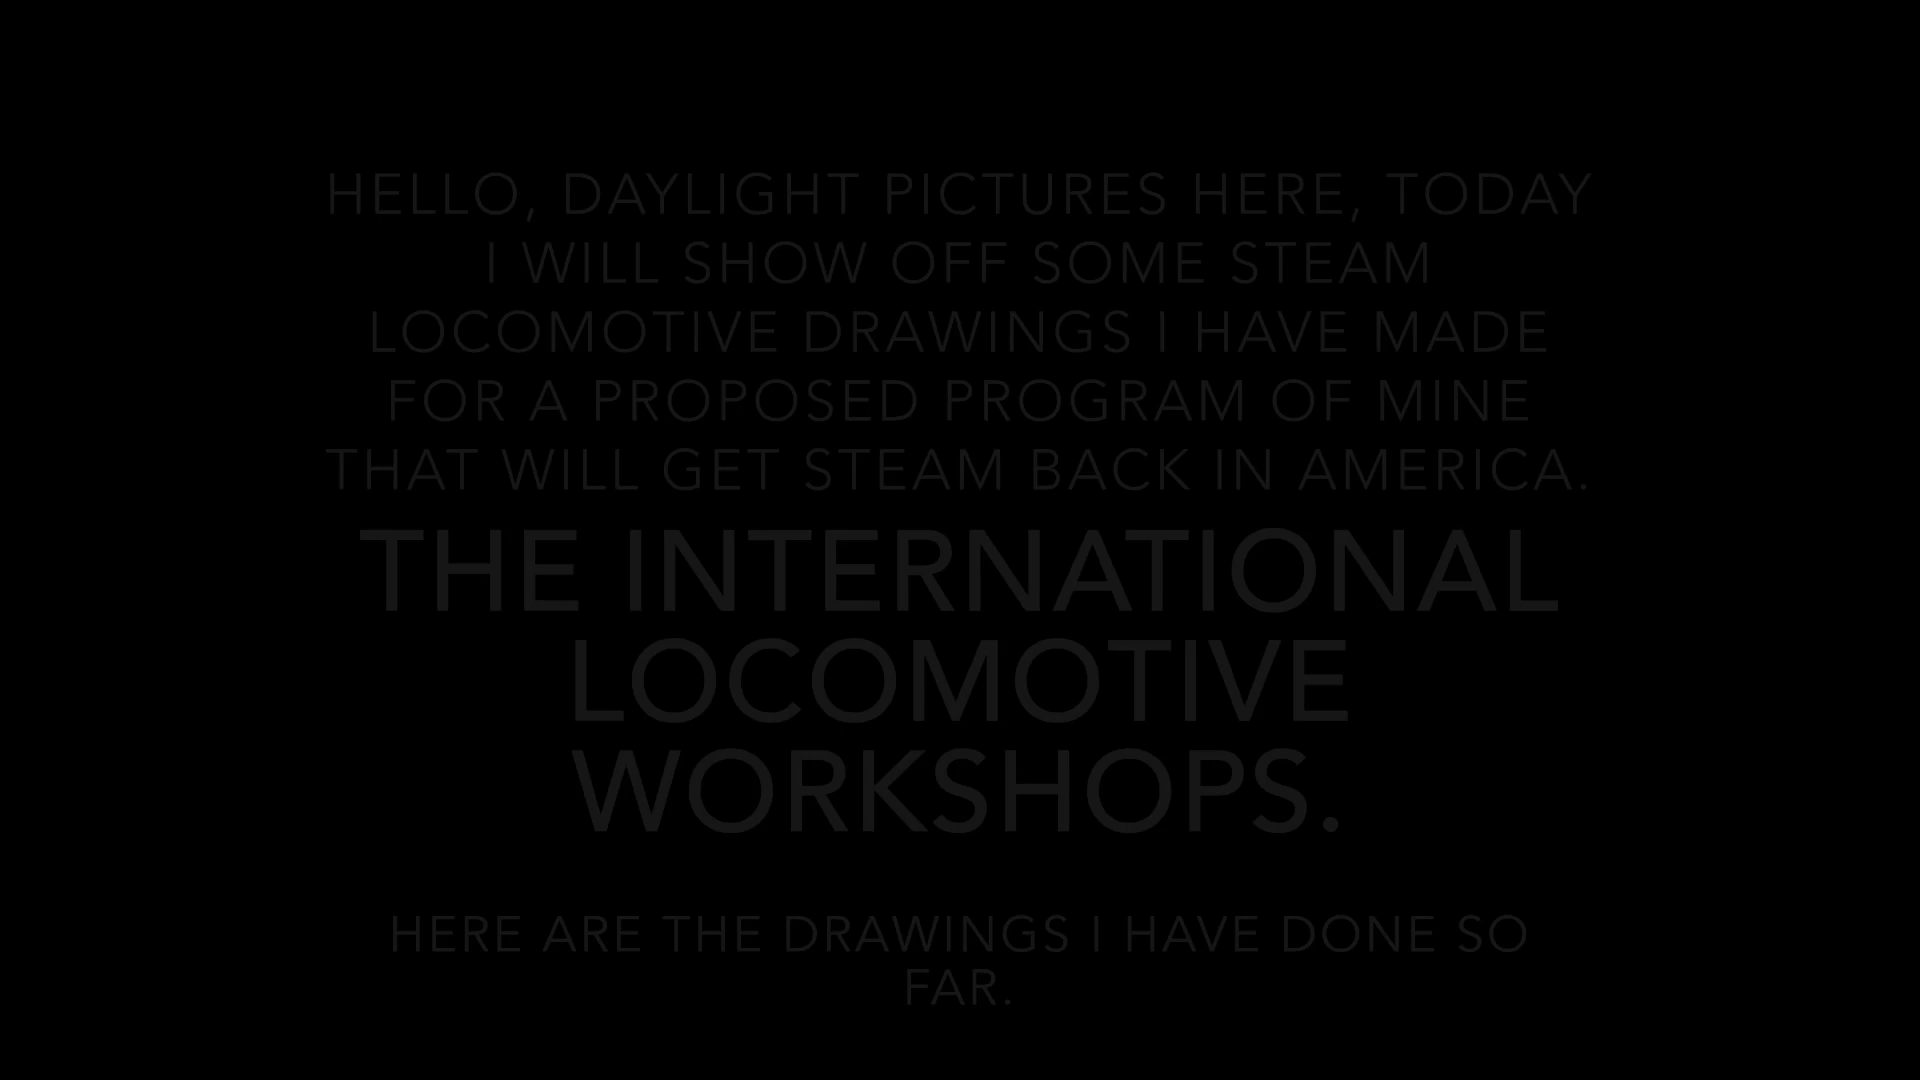 HELLO, DAYLIGHT PICTURES HERE, TODAY
I WILL SHOW OFF SOME STEAM
LOCOMOTIVE DRAWINGS I HAVE MADE
FOR A PROPOSED PROGRAM OF MINE
THAT WILL GET STEAM BACK IN AMERICA.
THE INTERNATIONAL
LOCOMOTIVE
WORKSHOPS.
HERE ARE THE DRAWINGS I HAVE DONE SO
FAR.